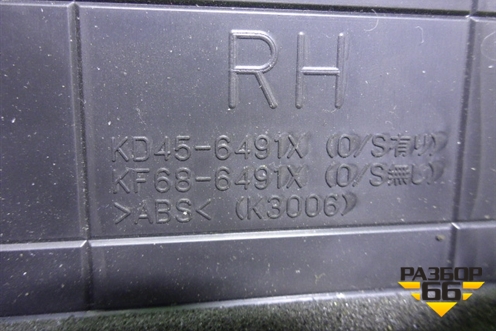 RH
KD45-6491X (O/S有り)
KF68-6491X (O/S無し)
>ABS< (K3006)
РАЗБОР
66